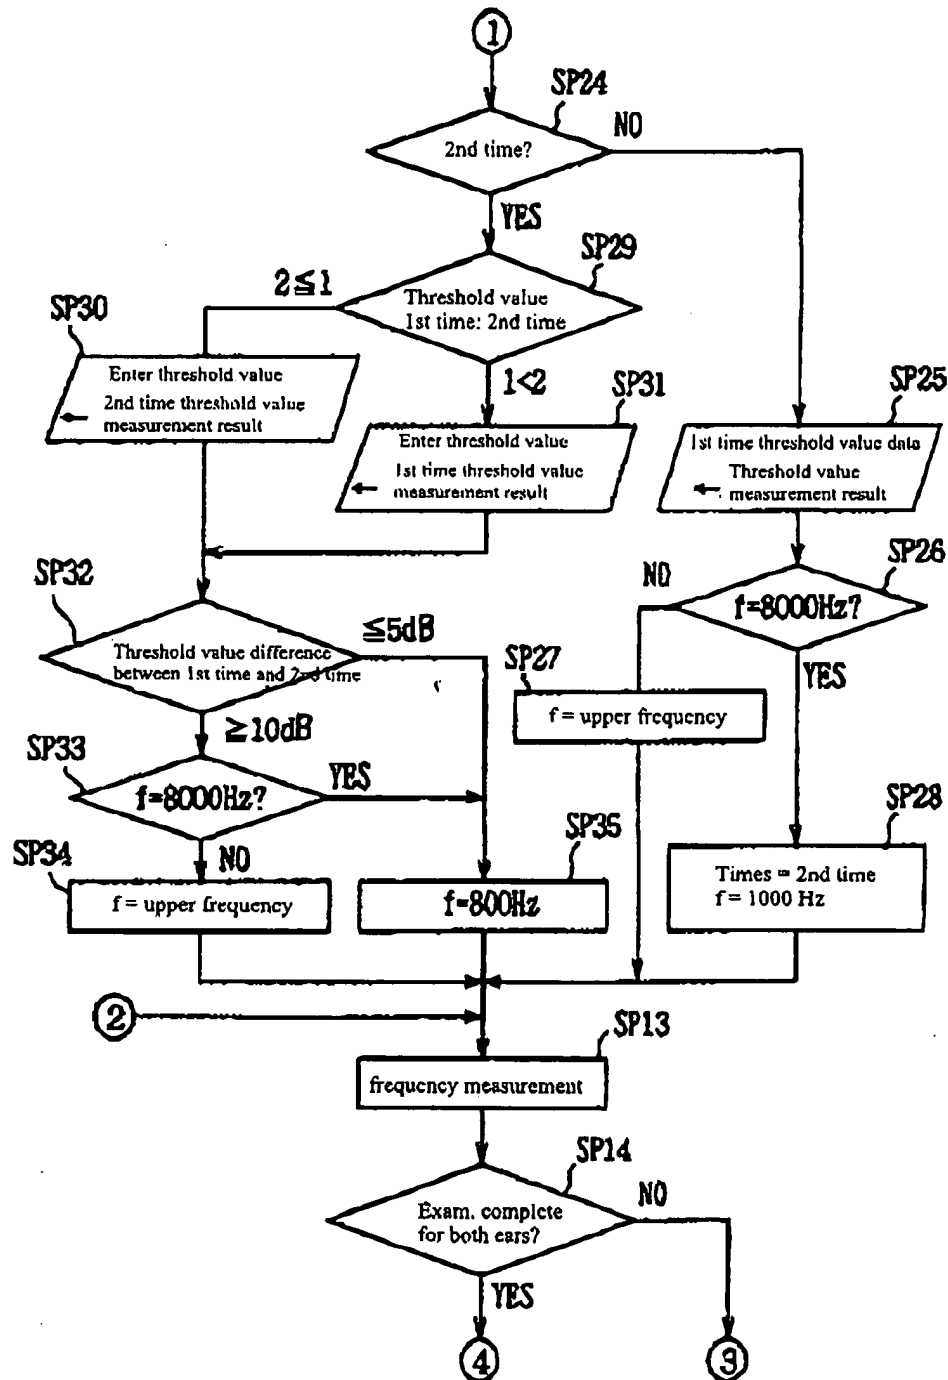 1
SP24
2nd time?
NO
YES
SP29
2≦1
Threshold value
1st time: 2nd time
SP30
Enter threshold value
← 2nd time threshold value
measurement result
1<2
SP31
Enter threshold value
1st time threshold value
← measurement result
SP25
1st time threshold value data
Threshold value
← measurement result
SP26
NO
f=8000Hz?
YES
SP32
≦5dB
Threshold value difference
between 1st time and 2nd time
≧10dB
SP27
f = upper frequency
SP33
YES
f=8000Hz?
NO
SP28
Times = 2nd time
f = 1000 Hz
SP34
f = upper frequency
SP35
f=800Hz
2
SP13
frequency measurement
SP14
Exam. complete
for both ears?
NO
YES
4
3